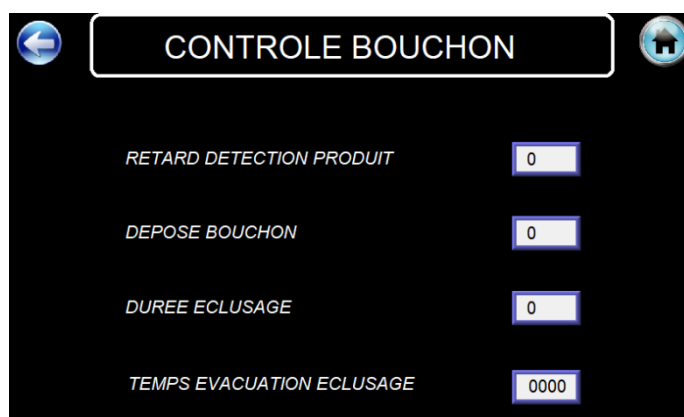 CONTROLE BOUCHON
RETARD DETECTION PRODUIT 0
DEPOSE BOUCHON 0
DUREE ECLUSAGE 0
TEMPS EVACUATION ECLUSAGE 0000